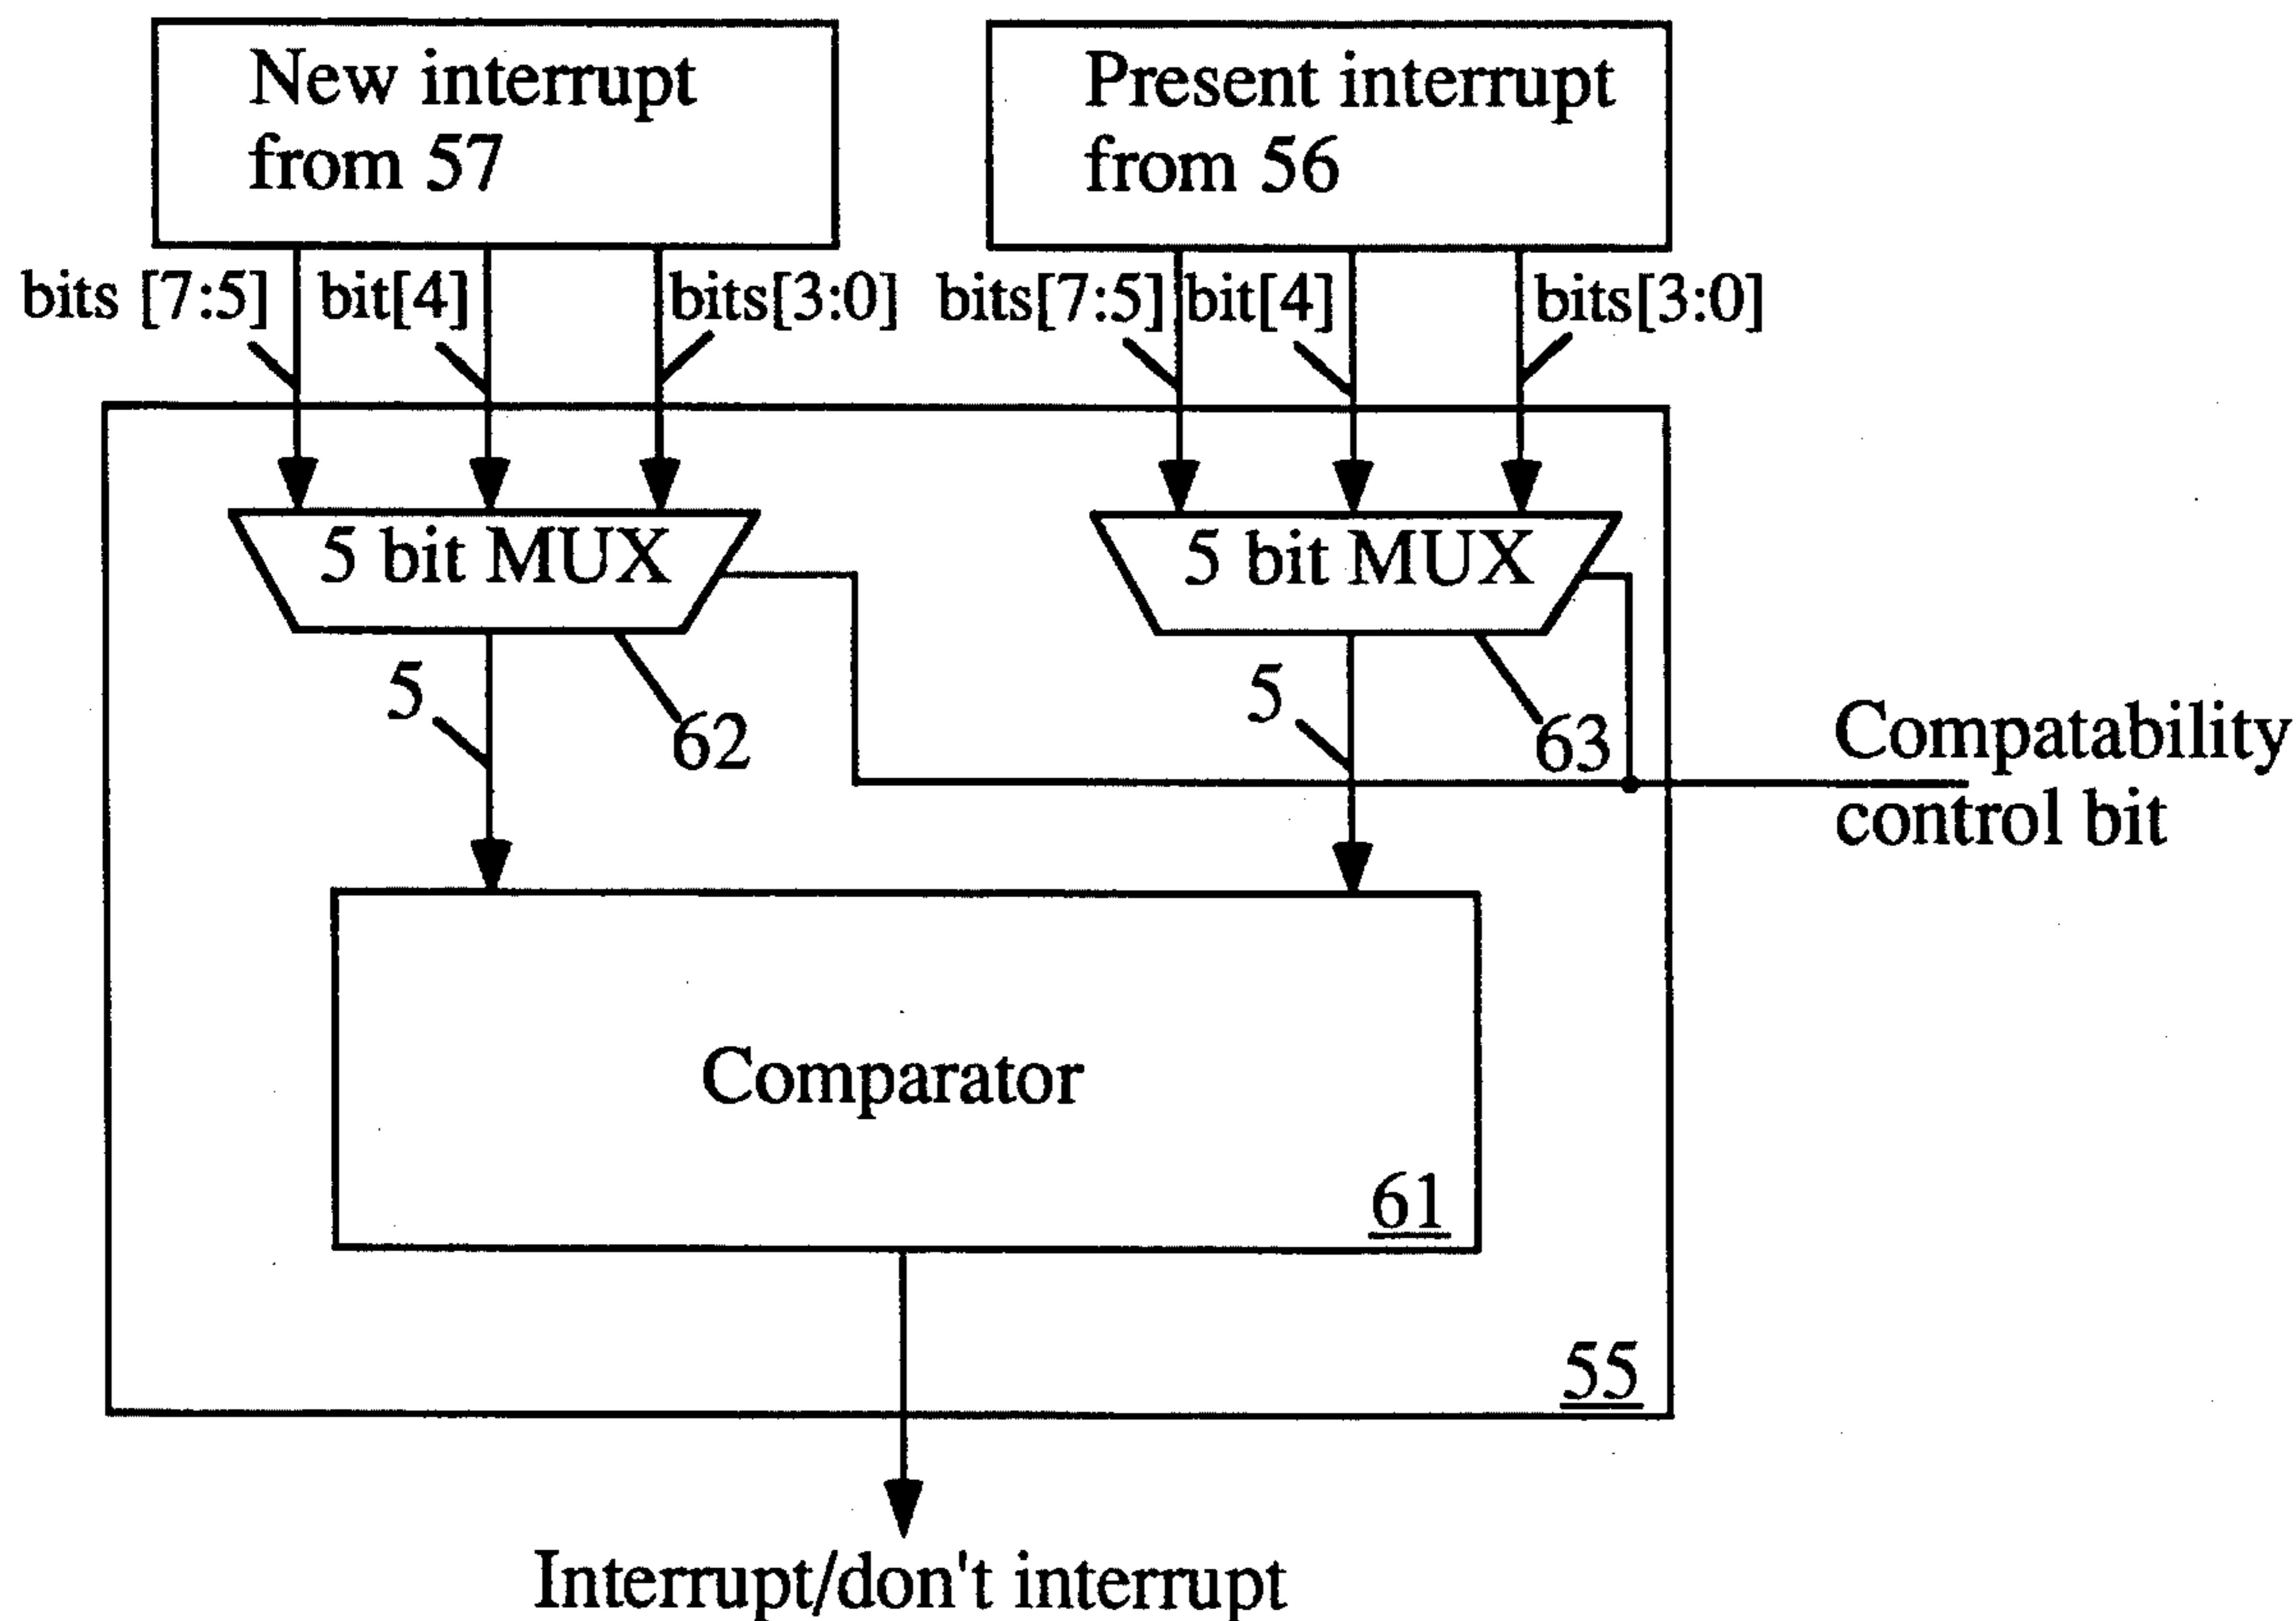 New interrupt
from 57
Present interrupt
from 56
bits [7:5]
bit[4]
bits[3:0]
bits[7:5]
bit[4]
bits[3:0]
5 bit MUX
5 bit MUX
5
62
5
63
Compatability
control bit
Comparator
61
55
Interrupt/don't interrupt